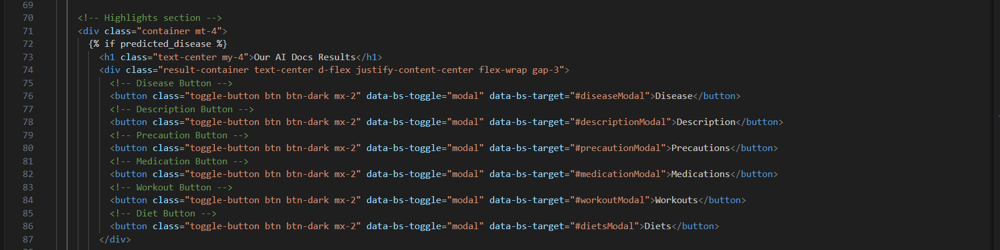 69
70 <!-- Highlights section -->
71 <div class="container mt-4">
72 {% if predicted_disease %}
73 <h1 class="text-center my-4">Our AI Docs Results</h1>
74 <div class="result-container text-center d-flex justify-content-center flex-wrap gap-3">
75 <!-- Disease Button -->
76 <button class="toggle-button btn btn-dark mx-2" data-bs-toggle="modal" data-bs-target="#diseaseModal">Disease</button>
77 <!-- Description Button -->
78 <button class="toggle-button btn btn-dark mx-2" data-bs-toggle="modal" data-bs-target="#descriptionModal">Description</button>
79 <!-- Precaution Button -->
80 <button class="toggle-button btn btn-dark mx-2" data-bs-toggle="modal" data-bs-target="#precautionModal">Precautions</button>
81 <!-- Medication Button -->
82 <button class="toggle-button btn btn-dark mx-2" data-bs-toggle="modal" data-bs-target="#medicationModal">Medications</button>
83 <!-- Workout Button -->
84 <button class="toggle-button btn btn-dark mx-2" data-bs-toggle="modal" data-bs-target="#workoutModal">Workouts</button>
85 <!-- Diet Button -->
86 <button class="toggle-button btn btn-dark mx-2" data-bs-toggle="modal" data-bs-target="#dietsModal">Diets</button>
87 </div>